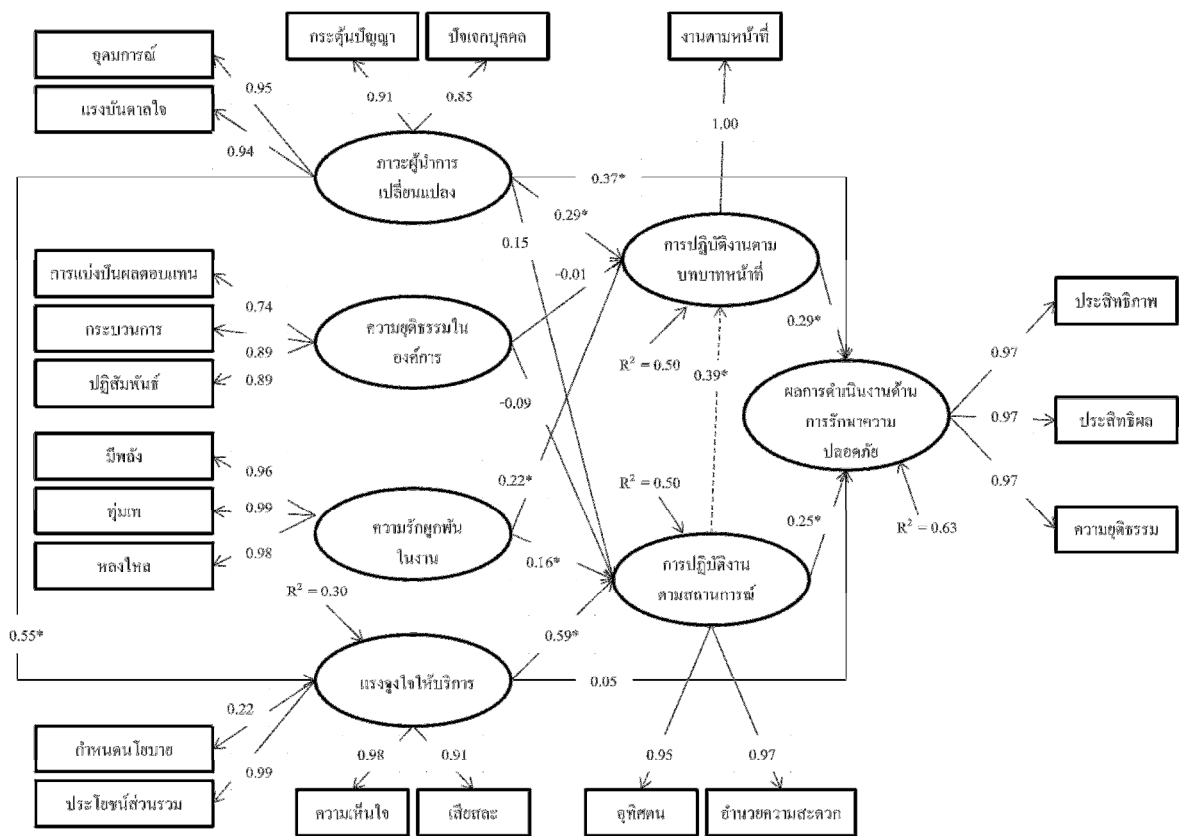 กระตุ้นปัญญา
ปัจเจกบุคคล
งานตามหน้าที่
อุดมการณ์
แรงบันดาลใจ
0.95
0.94
0.91
0.85
1.00
ภาวะผู้นำการ
เปลี่ยนแปลง
0.37*
0.29*
0.15
-0.01
การปฏิบัติงานตาม
บทบาทหน้าที่
การแบ่งปันผลตอบแทน
กระบวนการ
ปฏิสัมพันธ์
0.74
0.89
0.89
ความยุติธรรมใน
องค์การ
-0.09
R² = 0.50
0.39*
0.29*
ผลการดำเนินงานด้าน
การรักษาความ
ปลอดภัย
0.97
0.97
0.97
ประสิทธิภาพ
ประสิทธิผล
ความยุติธรรม
มีพลัง
ทุ่มเท
หลงใหล
0.96
0.99
0.98
ความรักผูกพัน
ในงาน
0.22*
0.16*
R² = 0.50
0.25*
R² = 0.63
การปฏิบัติงาน
ตามสถานการณ์
R² = 0.30
0.55*
0.59*
แรงจูงใจให้บริการ
0.05
0.22
0.99
กำหนดนโยบาย
ประโยชน์ส่วนรวม
0.98
0.91
0.95
0.97
ความเห็นใจ
เสียสละ
อุทิศตน
อำนวยความสะดวก